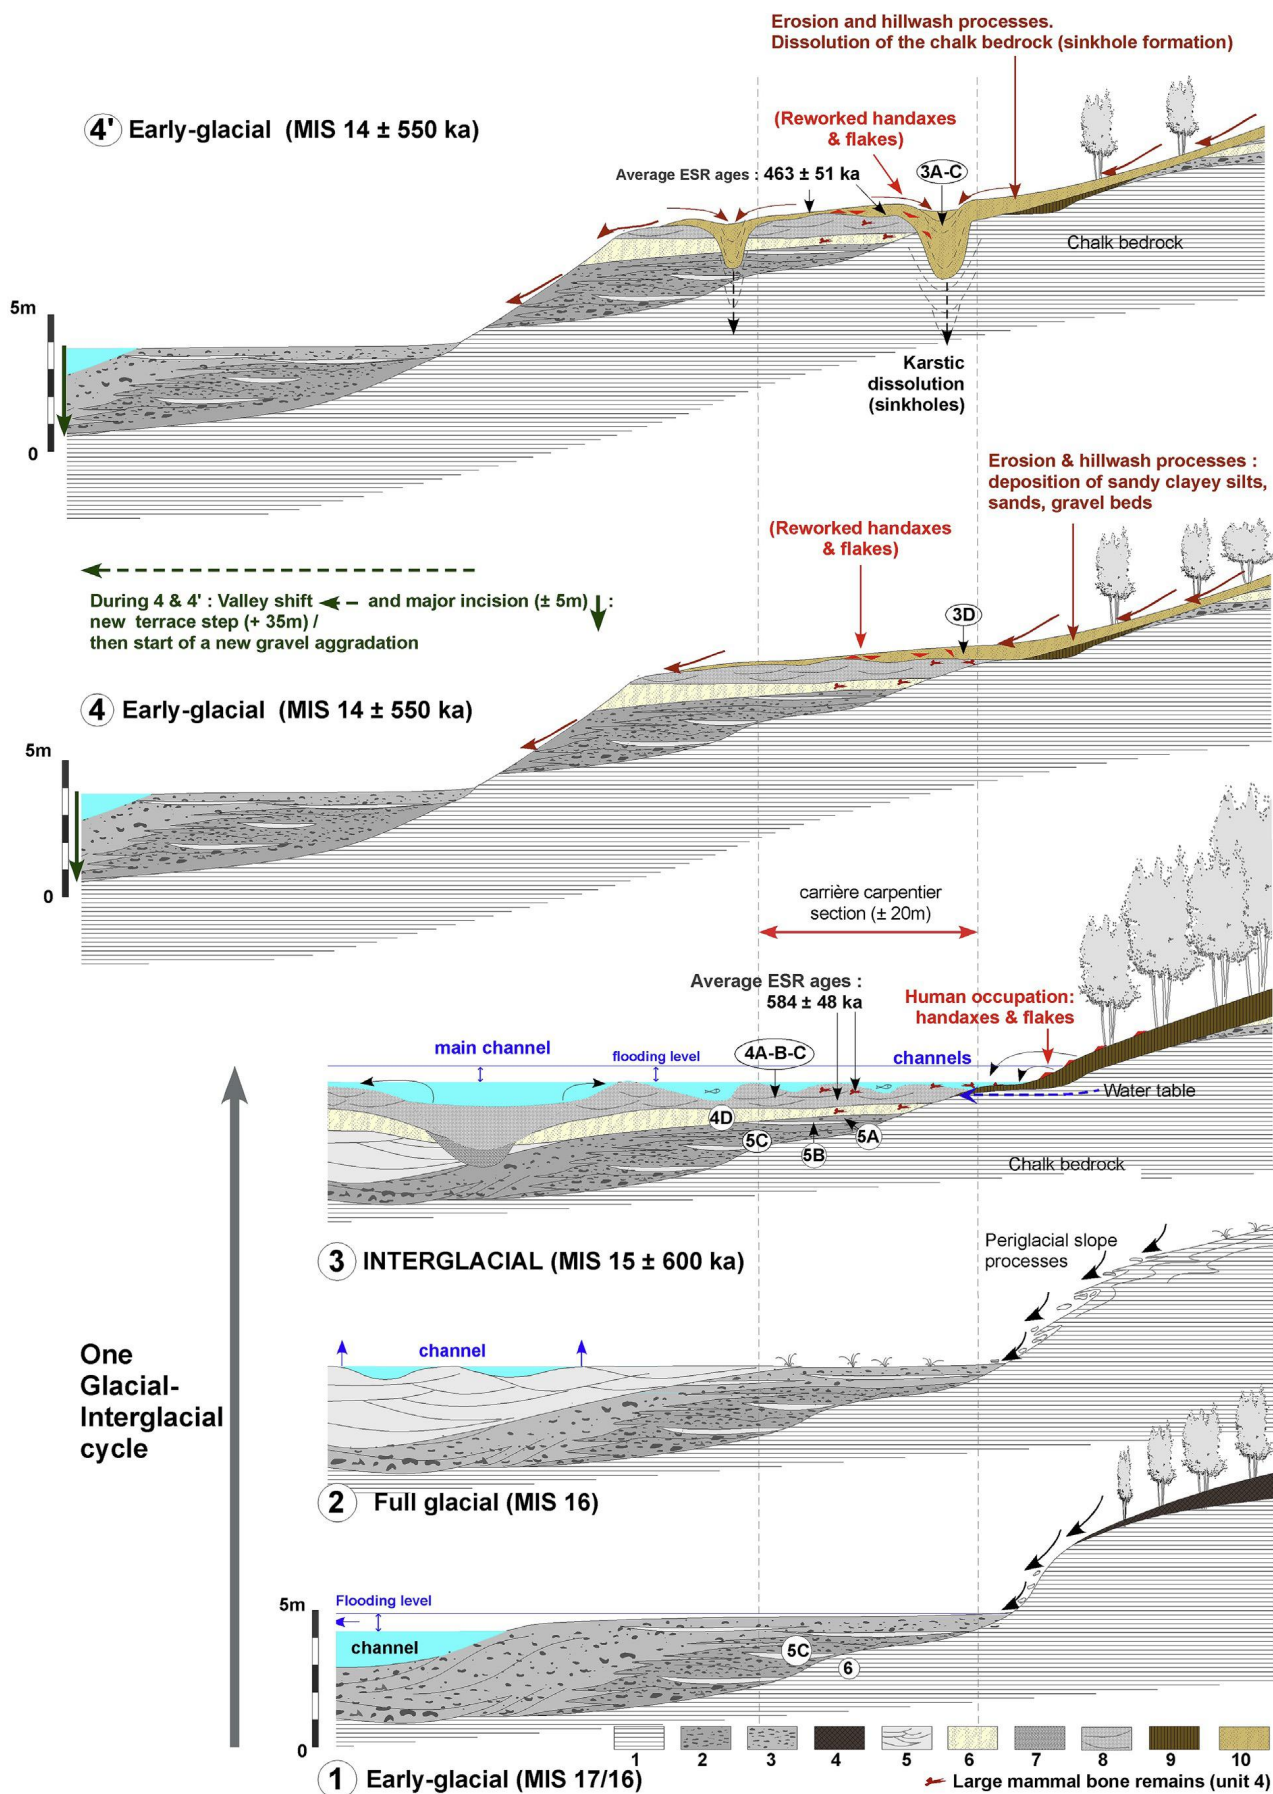 Erosion and hillwash processes.
Dissolution of the chalk bedrock (sinkhole formation)
4' Early-glacial (MIS 14 ± 550 ka)
(Reworked handaxes
& flakes)
Average ESR ages : 463 ± 51 ka
3A-C
Chalk bedrock
5m
0
Karstic
dissolution
(sinkholes)
Erosion & hillwash processes :
deposition of sandy clayey silts,
sands, gravel beds
(Reworked handaxes
& flakes)
During 4 & 4' : Valley shift and major incision (± 5m) :
new terrace step (+ 35m) /
then start of a new gravel aggradation
3D
4 Early-glacial (MIS 14 ± 550 ka)
5m
0
carrière carpentier
section (± 20m)
Average ESR ages :
584 ± 48 ka
Human occupation:
handaxes & flakes
main channel
flooding level
4A-B-C
channels
Water table
4D
5C
5B
5A
Chalk bedrock
3 INTERGLACIAL (MIS 15 ± 600 ka)
Periglacial slope
processes
channel
One
Glacial-
Interglacial
cycle
2 Full glacial (MIS 16)
5m
Flooding level
channel
5C
6
0
1 2 3 4 5 6 7 8 9 10
1 Early-glacial (MIS 17/16)
Large mammal bone remains (unit 4)